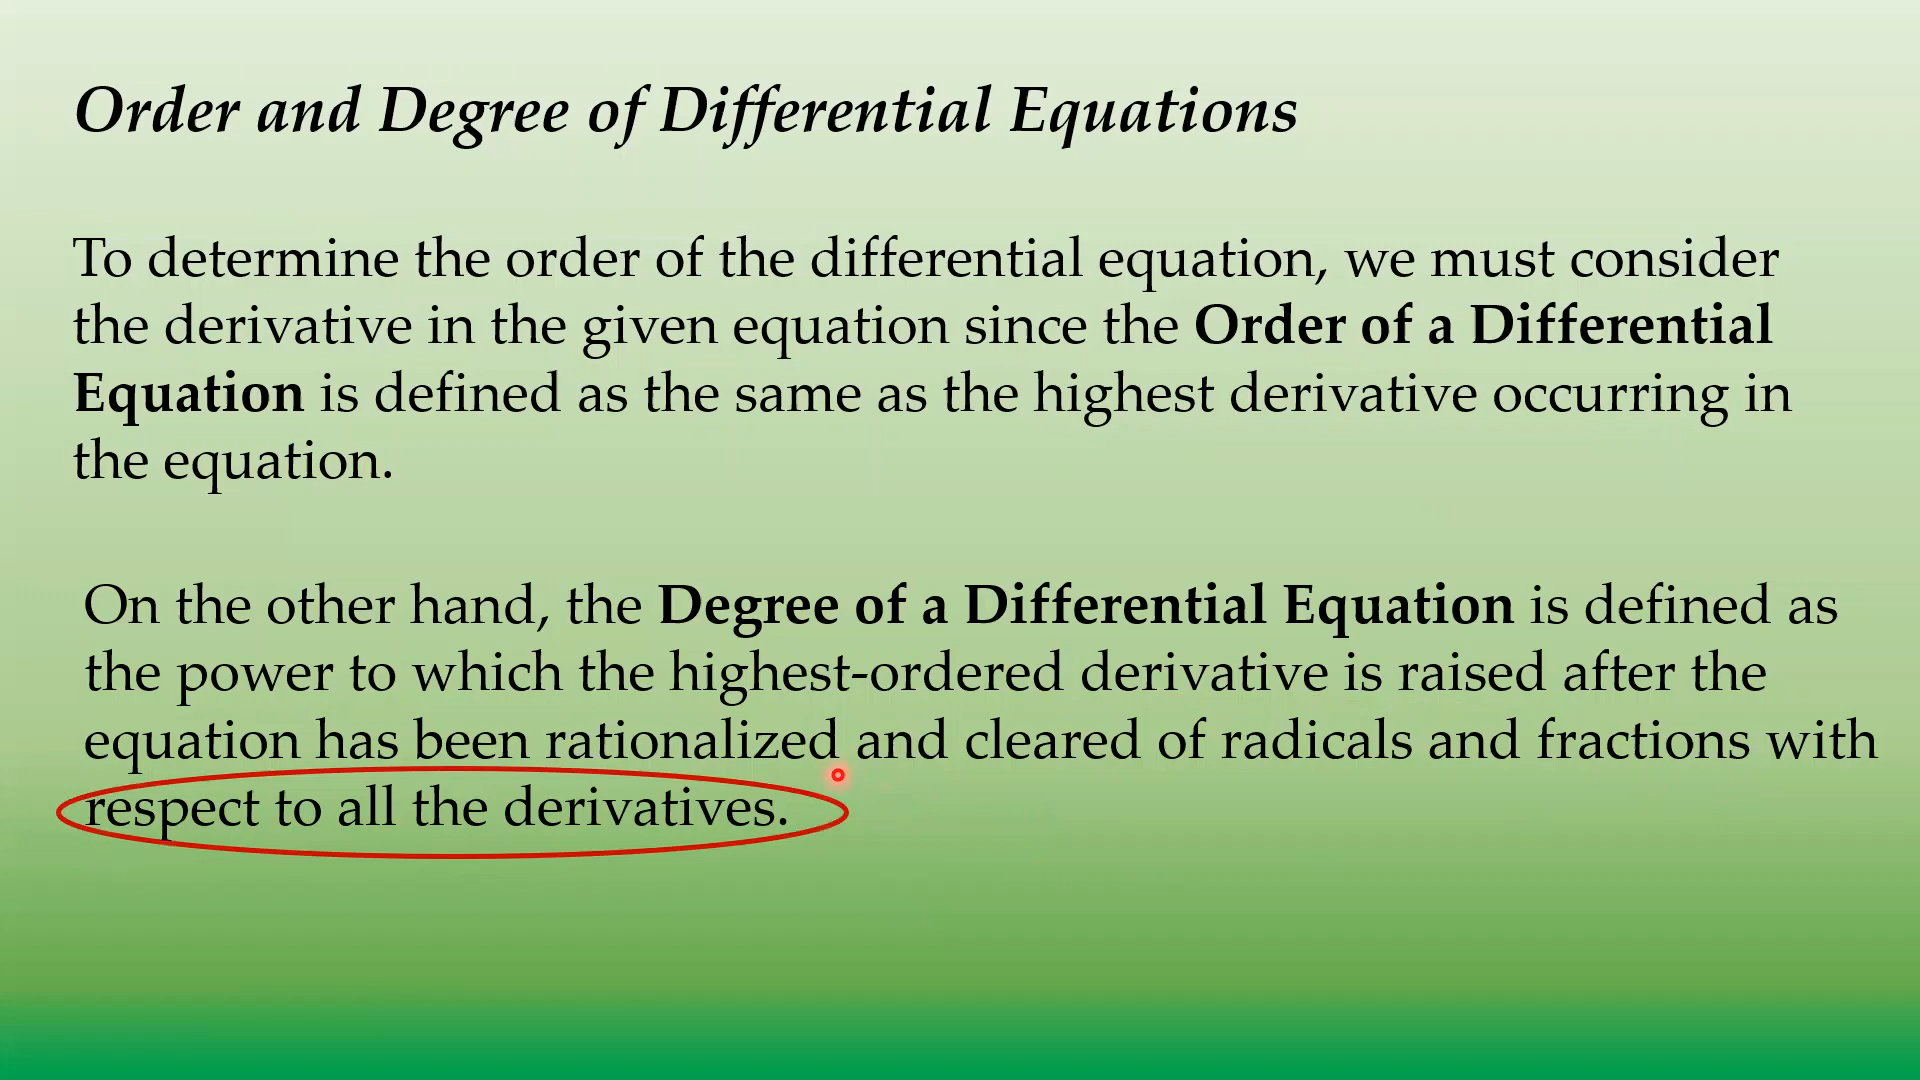 Order and Degree of Differential Equations
To determine the order of the differential equation, we must consider
the derivative in the given equation since the Order of a Differential
Equation is defined as the same as the highest derivative occurring in
the equation.
On the other hand, the Degree of a Differential Equation is defined as
the power to which the highest-ordered derivative is raised after the
equation has been rationalized and cleared of radicals and fractions with
respect to all the derivatives.